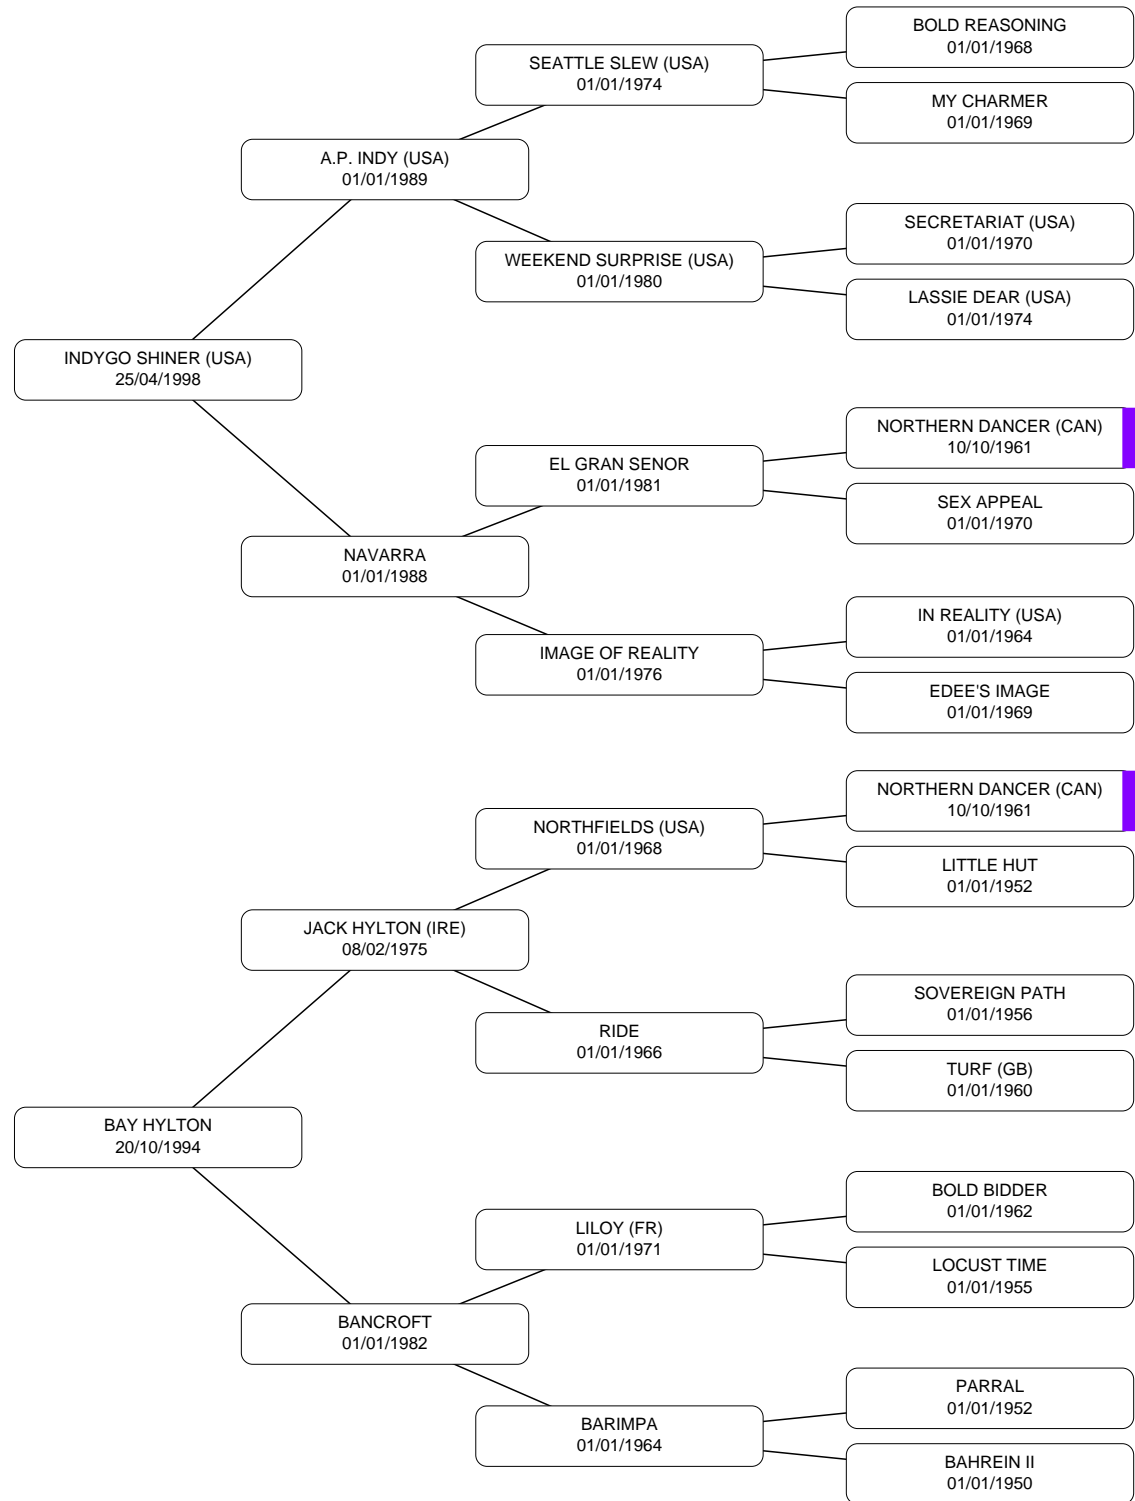 BOLD REASONING
01/01/1968
SEATTLE SLEW (USA)
01/01/1974
MY CHARMER
01/01/1969
A.P. INDY (USA)
01/01/1989
SECRETARIAT (USA)
01/01/1970
WEEKEND SURPRISE (USA)
01/01/1980
LASSIE DEAR (USA)
01/01/1974
INDYGO SHINER (USA)
25/04/1998
NORTHERN DANCER (CAN)
10/10/1961
EL GRAN SENOR
01/01/1981
SEX APPEAL
01/01/1970
NAVARRA
01/01/1988
IN REALITY (USA)
01/01/1964
IMAGE OF REALITY
01/01/1976
EDEE'S IMAGE
01/01/1969
NORTHERN DANCER (CAN)
10/10/1961
NORTHFIELDS (USA)
01/01/1968
LITTLE HUT
01/01/1952
JACK HYLTON (IRE)
08/02/1975
SOVEREIGN PATH
01/01/1956
RIDE
01/01/1966
TURF (GB)
01/01/1960
BAY HYLTON
20/10/1994
BOLD BIDDER
01/01/1962
LILOY (FR)
01/01/1971
LOCUST TIME
01/01/1955
BANCROFT
01/01/1982
PARRAL
01/01/1952
BARIMPA
01/01/1964
BAHREIN II
01/01/1950